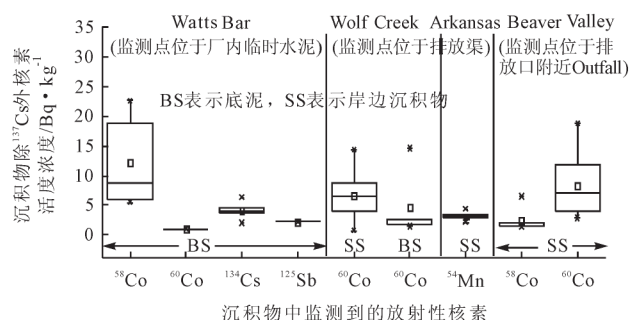 Watts Bar Wolf Creek Arkansas Beaver Valley
(监测点位于厂内临时水泥) (监测点位于排放渠) (监测点位于排放口附近Outfall)
BS表示底泥，SS表示岸边沉积物
沉积物除¹³⁷Cs外核素
活度浓度/Bq•kg⁻¹
35
30
25
20
15
10
5
0
BS SS BS SS SS
⁵⁸Co ⁶⁰Co ¹³⁴Cs ¹²⁵Sb ⁶⁰Co ⁶⁰Co ⁵⁴Mn ⁵⁸Co ⁶⁰Co
沉积物中监测到的放射性核素